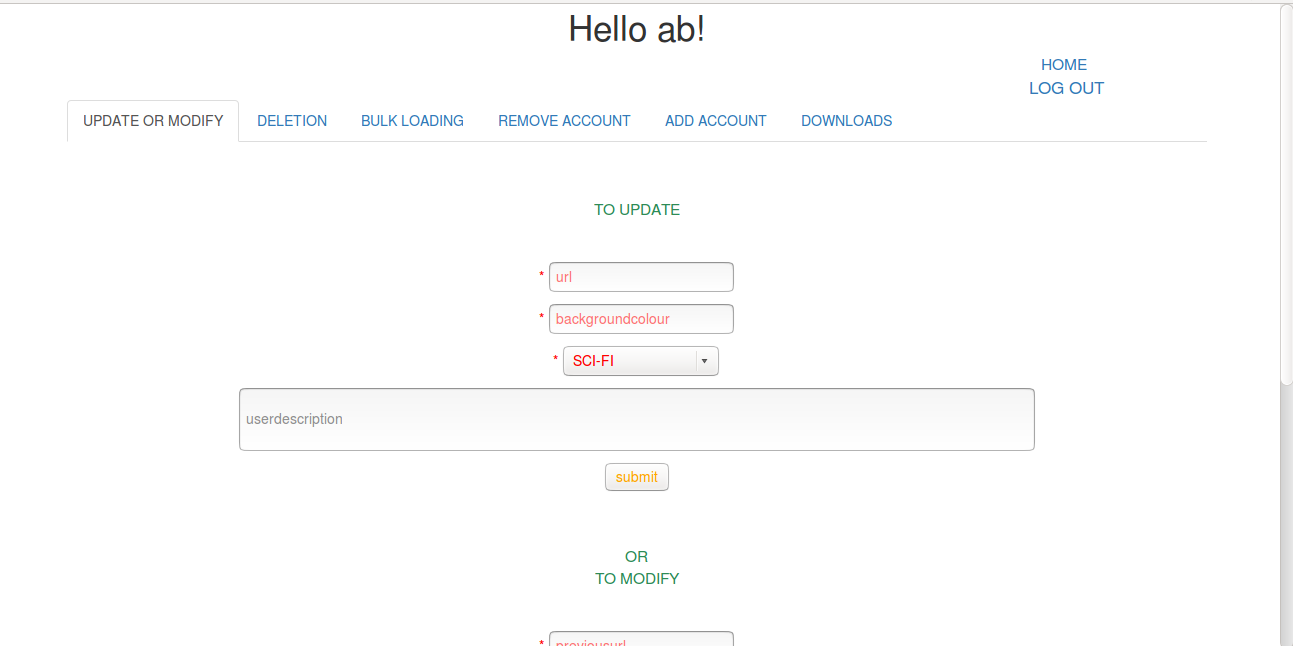 Hello ab!
HOME
LOG OUT
UPDATE OR MODIFY DELETION BULK LOADING REMOVE ACCOUNT ADD ACCOUNT DOWNLOADS
TO UPDATE
* url
* backgroundcolour
* SCI-FI
userdescription
submit
OR
TO MODIFY
* previousurl